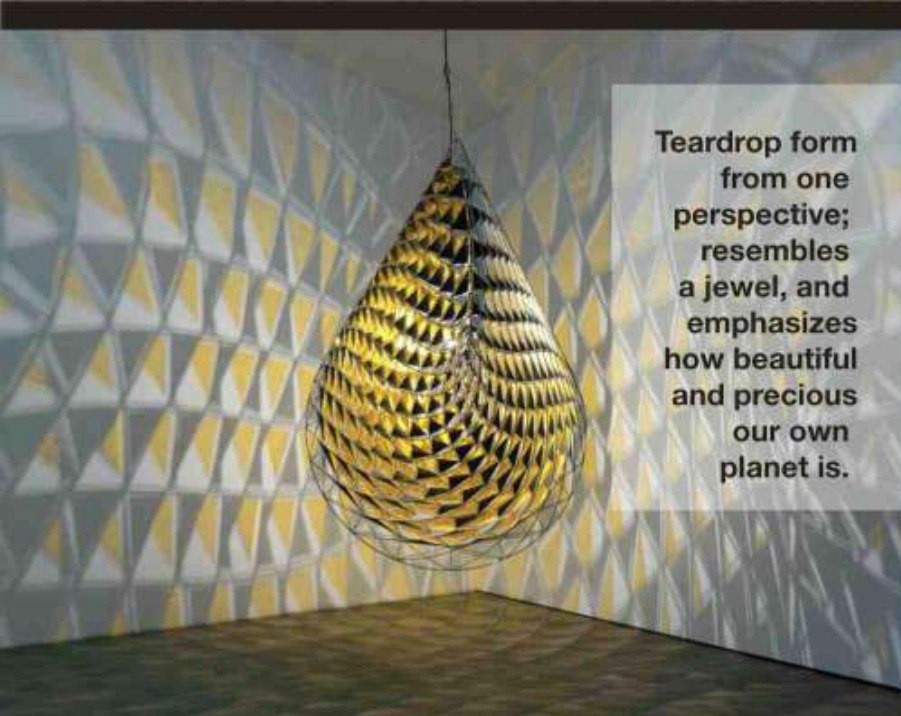 Teardrop form
from one
perspective;
resembles
a jewel, and
emphasizes
how beautiful
and precious
our own
planet is.